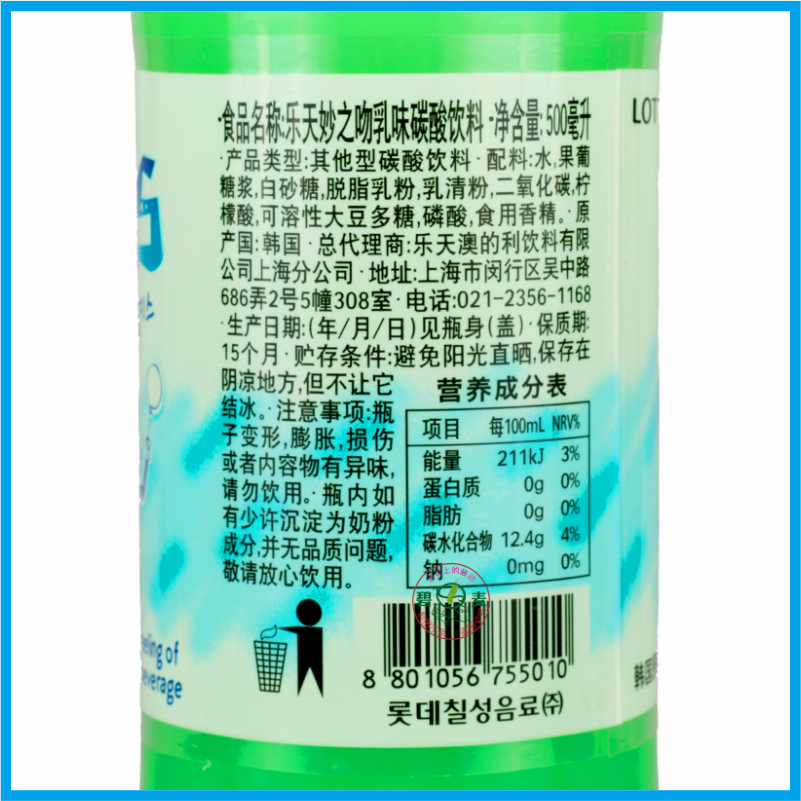 ·食品名称:乐天妙之吻乳味碳酸饮料 ·净含量: 500毫升
·产品类型:其他型碳酸饮料·配料:水,果葡
糖浆,白砂糖,脱脂乳粉,乳清粉,二氧化碳,柠
檬酸,可溶性大豆多糖,磷酸,食用香精。·原
产国:韩国·总代理商:乐天澳的利饮料有限
公司上海分公司·地址:上海市闵行区吴中路
686弄2号5幢308室·电话:021-2356-1168
·生产日期:(年/月/日)见瓶身(盖)·保质期:
15个月·贮存条件:避免阳光直晒,保存在
阴凉地方,但不让它
结冰。·注意事项:瓶
子变形,膨胀,损伤
或者内容物有异味,
请勿饮用。·瓶内如
有少许沉淀为奶粉
成分,并无品质问题,
敬请放心饮用。
营养成分表
项目 每100mL NRV%
能量 211kJ 3%
蛋白质 0g 0%
脂肪 0g 0%
碳水化合物 12.4g 4%
钠 0mg 0%
碧 素
8 801056 755010
롯데칠성음료㈜
LOT
eeling of
everage
韩国